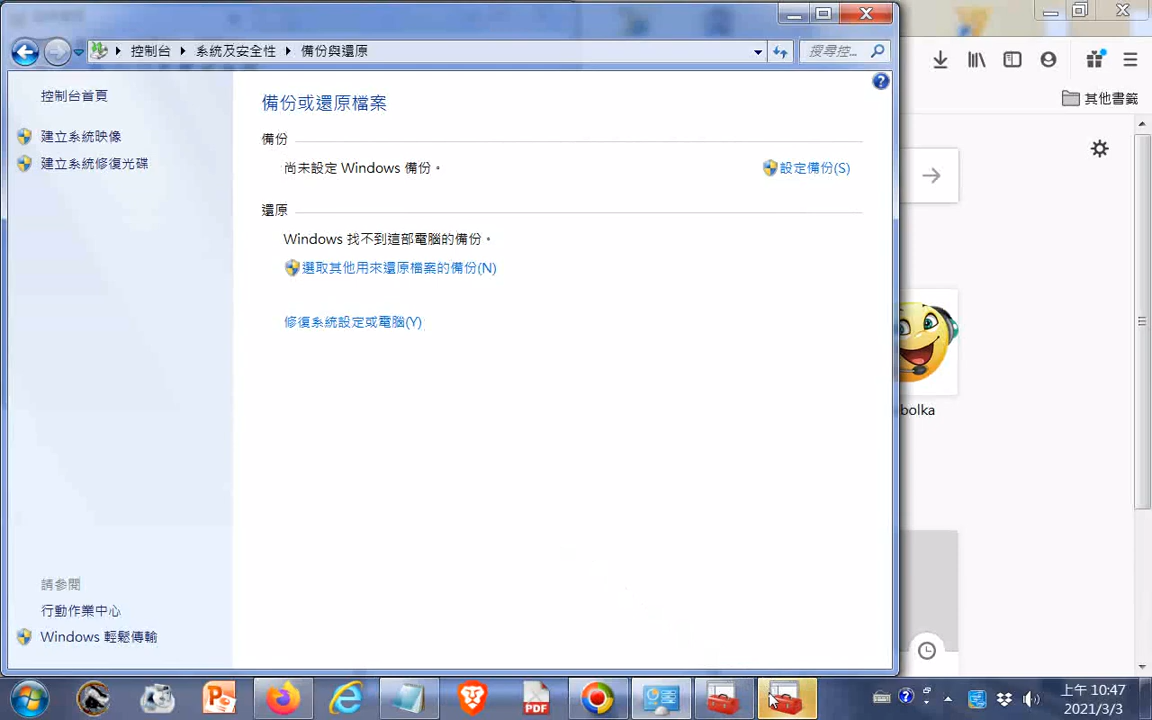 控制台 系統及安全性 備份與還原
搜尋控...
其他書籤
控制台首頁
建立系統映像
建立系統修復光碟
備份或還原檔案
備份
尚未設定 Windows 備份。
設定備份(S)
還原
Windows 找不到這部電腦的備份。
選取其他用來還原檔案的備份(N)
修復系統設定或電腦(Y)
bolka
請參閱
行動作業中心
Windows 輕鬆傳輸
PDF
上午 10:47
2021/3/3